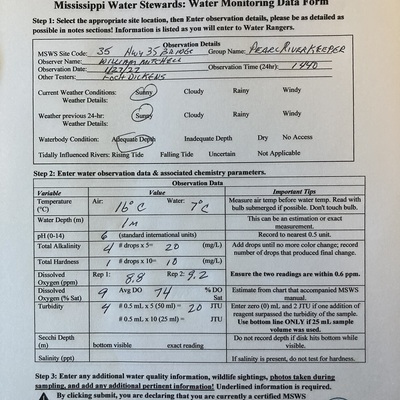 Mississippi Water Stewards: Water Monitoring Data Form
Step 1: Select the appropriate site location, then Enter observation details, please be as detailed as
possible in notes sections! Information is listed as you will enter to Water Rangers.
Observation Details
MSWS Site Code: 35 Hwy 35 Bridge Group Name: Pearl Riverkeeper
Observer Name: William Mitchell
Observation Date: 1/23/22 Observation Time (24hr): 1440
Other Testers: Dickens
Current Weather Conditions: Sunny Cloudy Rainy Windy
Weather Details:
Weather previous 24-hr: Sunny Cloudy Rainy Windy
Weather Details:
Waterbody Condition: Adequate Depth Inadequate Depth Dry No Access
Tidally Influenced Rivers: Rising Tide Falling Tide Uncertain Not Applicable
Step 2: Enter water observation data & associated chemistry parameters.
Observation Data
Variable Value Important Tips
Temperature (°C) Air: 16°C Water: 7°C Measure air temp before water temp. Read with bulb submerged if possible. Don't touch bulb.
Water Depth (m) 1m This can be an estimation or exact measurement.
pH (0-14) 6 (standard international units) Record to nearest 0.5 unit.
Total Alkalinity 4 # drops x 5= 20 (mg/L) Add drops until no more color change; record number of drops that produced final change.
Total Hardness 1 # drops x 10= 10 (mg/L)
Dissolved Oxygen (ppm) Rep 1: 8.8 Rep 2: 9.2 Ensure the two readings are within 0.6 ppm.
Dissolved Oxygen (% Sat) 9 Avg DO 74 % DO Sat Estimate from chart that accompanied MSWS manual.
Turbidity 4 # 0.5 mL x 5 (50 ml) = 20 JTU Enter zero (0) mL and 2 JTU if one addition of reagent surpassed the turbidity of the sample.
# 0.5 mL x 10 (25 ml) = JTU Use bottom line ONLY if 25 mL sample volume was used.
Secchi Depth (m) bottom visible exact reading Do not record depth if disk hits bottom while visible.
Salinity (ppt) If salinity is present, do not test for hardness.
Step 3: Enter any additional water quality information, wildlife sightings, photos taken during
sampling, and add any additional pertinent information! Underlined information is required.
By clicking submit, you are declaring that you are currently a certified MSWS